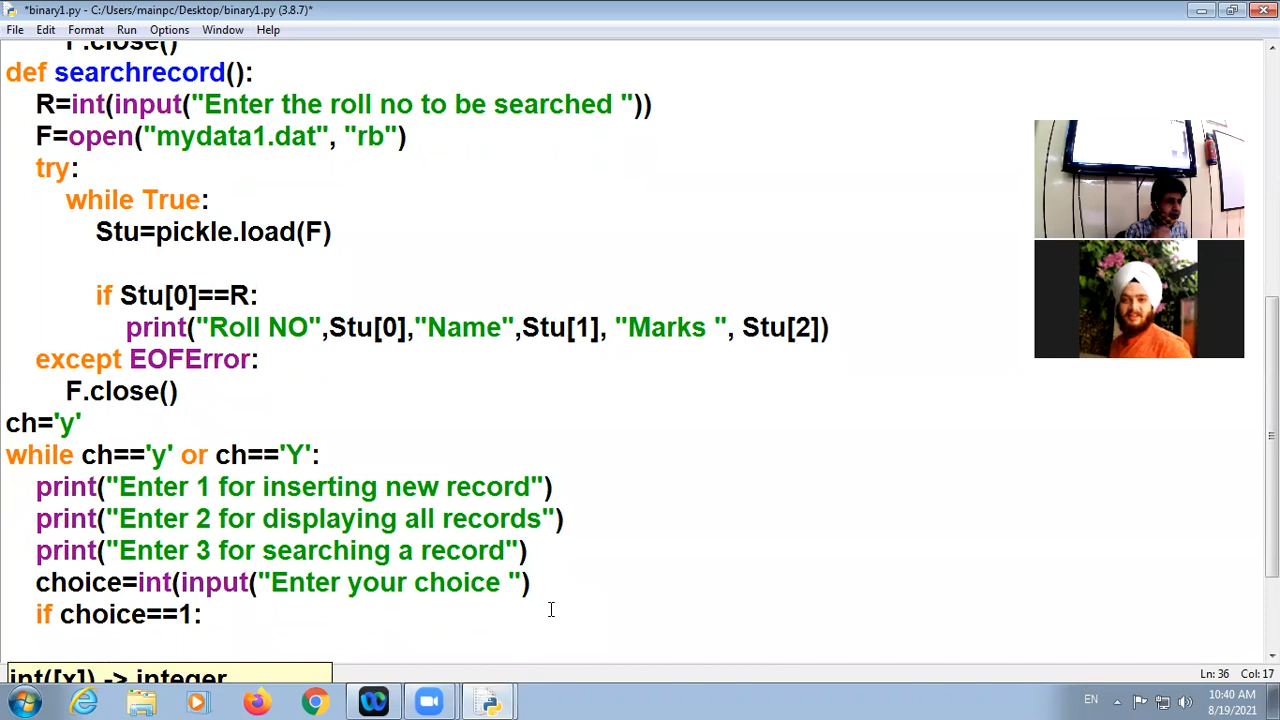 *binary1.py - C:/Users/mainpc/Desktop/binary1.py (3.8.7)*
File Edit Format Run Options Window Help
F.close()
def searchrecord():
R=int(input("Enter the roll no to be searched "))
F=open("mydata1.dat", "rb")
try:
while True:
Stu=pickle.load(F)
if Stu[0]==R:
print("Roll NO",Stu[0],"Name",Stu[1], "Marks ", Stu[2])
except EOFError:
F.close()
ch='y'
while ch=='y' or ch=='Y':
print("Enter 1 for inserting new record")
print("Enter 2 for displaying all records")
print("Enter 3 for searching a record")
choice=int(input("Enter your choice ")
if choice==1:
int([x]) -> integer
Ln: 36 Col: 17
EN
10:40 AM
8/19/2021